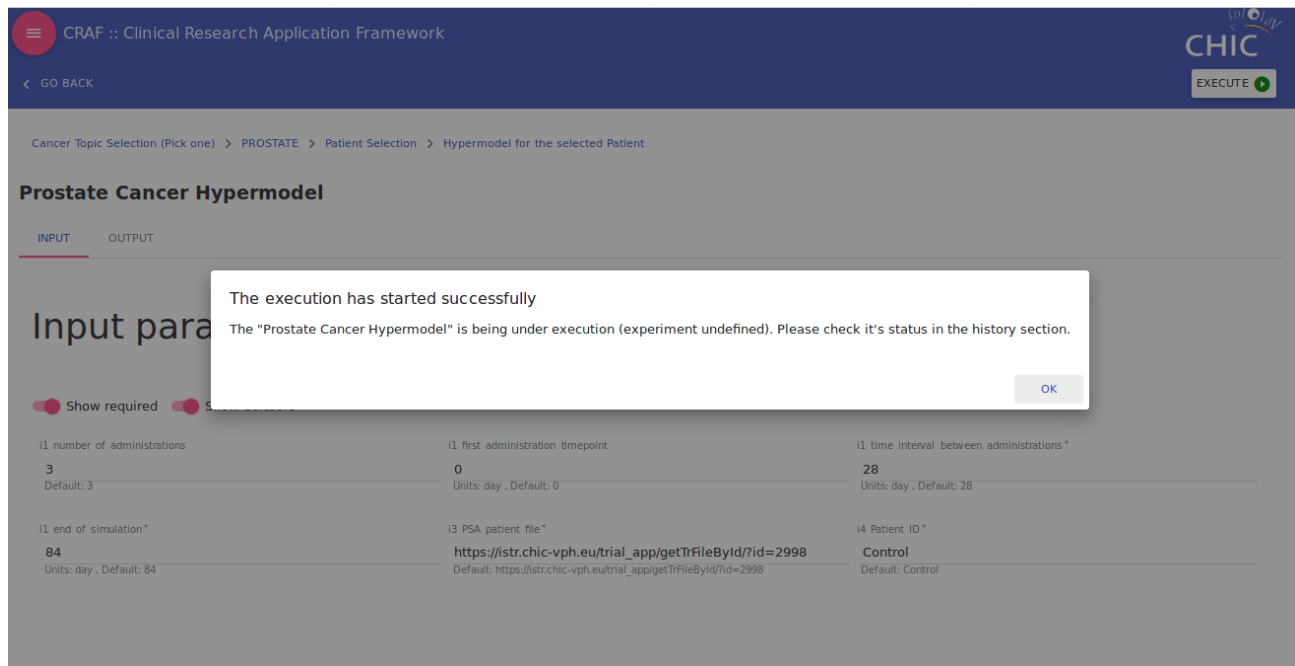 CRAF :: Clinical Research Application Framework
CHIC
GO BACK
EXECUTE
Cancer Topic Selection (Pick one) > PROSTATE > Patient Selection > Hypermodel for the selected Patient
Prostate Cancer Hypermodel
INPUT OUTPUT
The execution has started successfully
The "Prostate Cancer Hypermodel" is being under execution (experiment undefined). Please check it's status in the history section.
OK
Input para
Show required
i1 number of administrations i1 first administration timepoint i1 time interval between administrations *
3 0 28
Default: 3 Units: day , Default: 0 Units: day , Default: 28
i1 end of simulation * i3 PSA patient file * i4 Patient ID *
84 https://istr.chic-vph.eu/trial_app/getTrFileById/?id=2998 Control
Units: day , Default: 84 Default: https://istr.chic-vph.eu/trial_app/getTrFileById/?id=2998 Default: Control